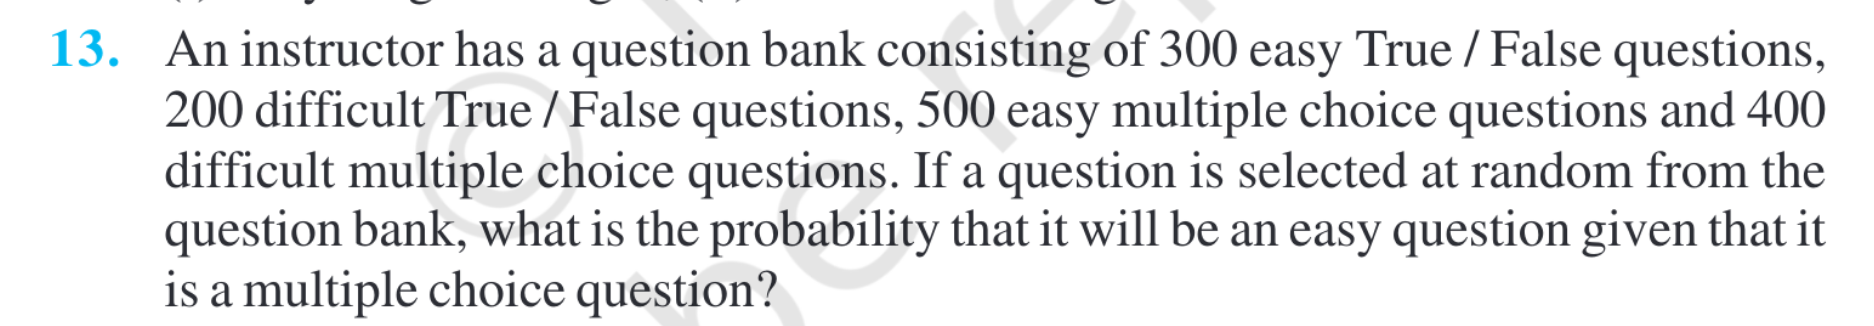 13. An instructor has a question bank consisting of 300 easy True / False questions,
200 difficult True / False questions, 500 easy multiple choice questions and 400
difficult multiple choice questions. If a question is selected at random from the
question bank, what is the probability that it will be an easy question given that it
is a multiple choice question?